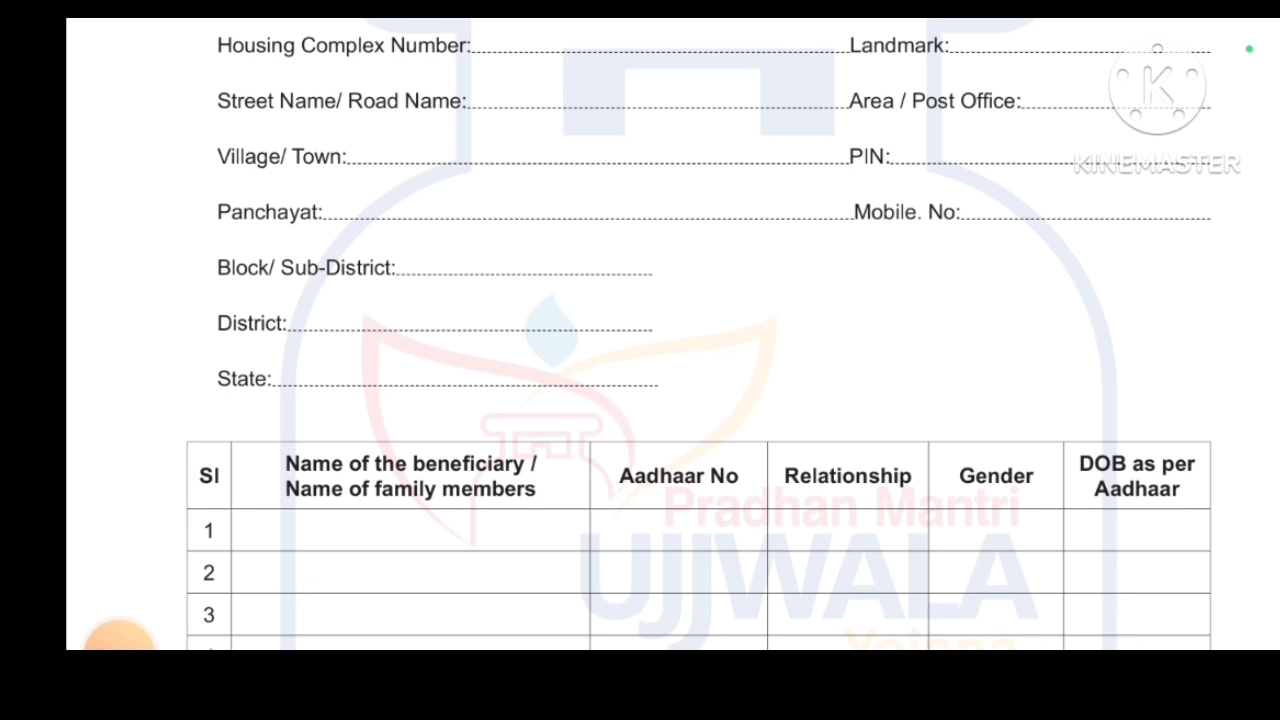 Housing Complex Number: Landmark:
Street Name/ Road Name: Area / Post Office:
Village/ Town: PIN:
KINEMASTER
Panchayat: Mobile. No:
Block/ Sub-District:
District:
State:
Sl Name of the beneficiary / Name of family members Aadhaar No Relationship Gender DOB as per Aadhaar
Pradhan Mantri
1
UJJWALA
2
3
Yojana